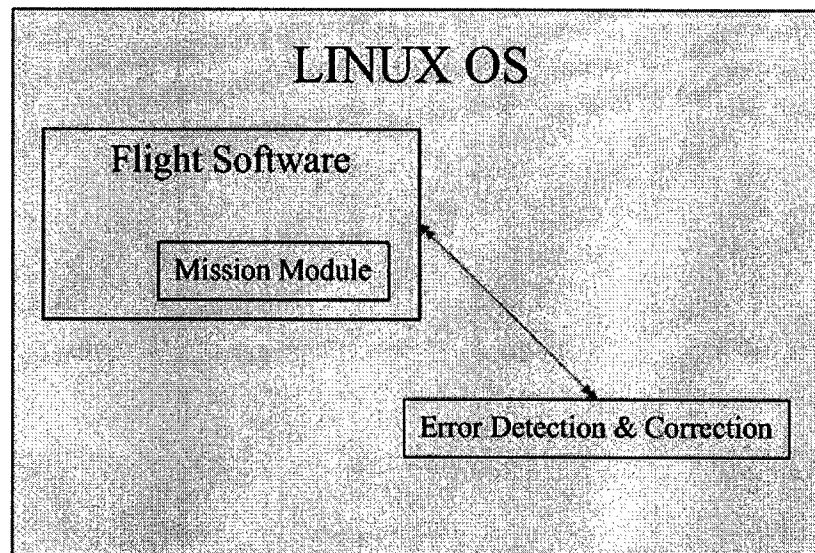 LINUX OS
Flight Software
Mission Module
Error Detection & Correction